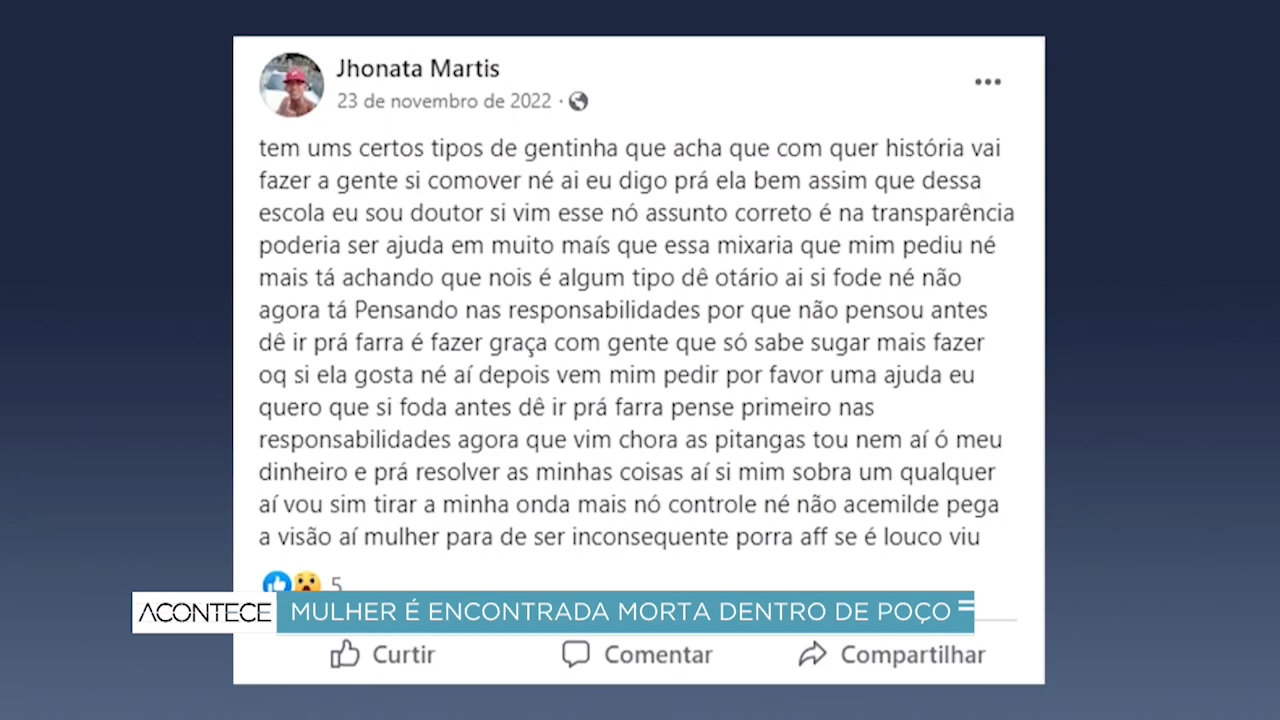 Jhonata Martis
23 de novembro de 2022 ·
tem ums certos tipos de gentinha que acha que com quer história vai
fazer a gente si comover né ai eu digo prá ela bem assim que dessa
escola eu sou doutor si vim esse nó assunto correto é na transparência
poderia ser ajuda em muito maís que essa mixaria que mim pediu né
mais tá achando que nois é algum tipo dê otário ai si fode né não
agora tá Pensando nas responsabilidades por que não pensou antes
dê ir prá farra é fazer graça com gente que só sabe sugar mais fazer
oq si ela gosta né aí depois vem mim pedir por favor uma ajuda eu
quero que si foda antes dê ir prá farra pense primeiro nas
responsabilidades agora que vim chora as pitangas tou nem aí ó meu
dinheiro e prá resolver as minhas coisas aí si mim sobra um qualquer
aí vou sim tirar a minha onda mais nó controle né não acemilde pega
a visão aí mulher para de ser inconsequente porra aff se é louco viu
5
ACONTECE MULHER É ENCONTRADA MORTA DENTRO DE POÇO
Curtir Comentar Compartilhar